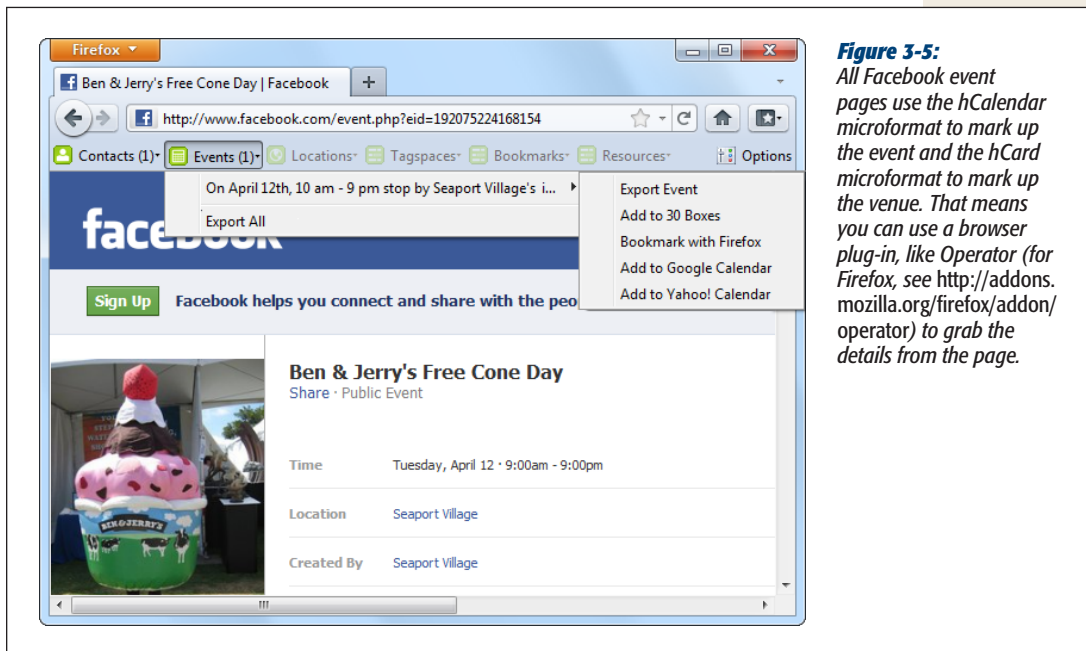 Firefox
Ben & Jerry's Free Cone Day | Facebook
http://www.facebook.com/event.php?eid=192075224168154
Contacts (1) Events (1) Locations Tagspaces Bookmarks Resources Options
On April 12th, 10 am - 9 pm stop by Seaport Village's i...
Export All
Export Event
Add to 30 Boxes
Bookmark with Firefox
Add to Google Calendar
Add to Yahoo! Calendar
facebook
Sign Up Facebook helps you connect and share with the peo
Ben & Jerry's Free Cone Day
Share · Public Event
Time Tuesday, April 12 · 9:00am - 9:00pm
Location Seaport Village
Created By Seaport Village
BEN & JERRY'S
Figure 3-5:
All Facebook event
pages use the hCalendar
microformat to mark up
the event and the hCard
microformat to mark up
the venue. That means
you can use a browser
plug-in, like Operator (for
Firefox, see http://addons.
mozilla.org/firefox/addon/
operator) to grab the
details from the page.